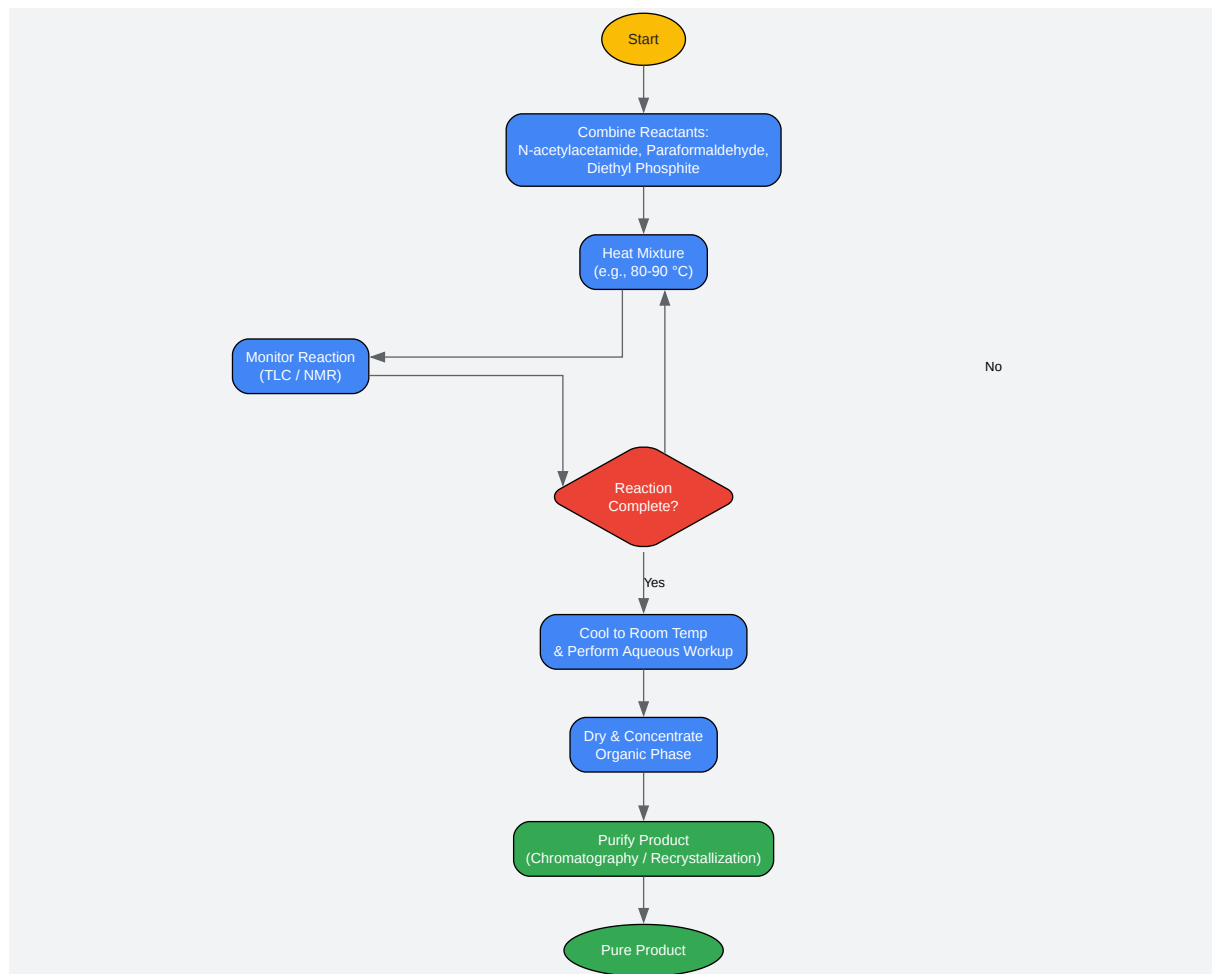 Start
Combine Reactants:
N-acetylacetamide, Paraformaldehyde,
Diethyl Phosphite
Heat Mixture
(e.g., 80-90 °C)
Monitor Reaction
(TLC / NMR)
No
Reaction
Complete?
Yes
Cool to Room Temp
& Perform Aqueous Workup
Dry & Concentrate
Organic Phase
Purify Product
(Chromatography / Recrystallization)
Pure Product